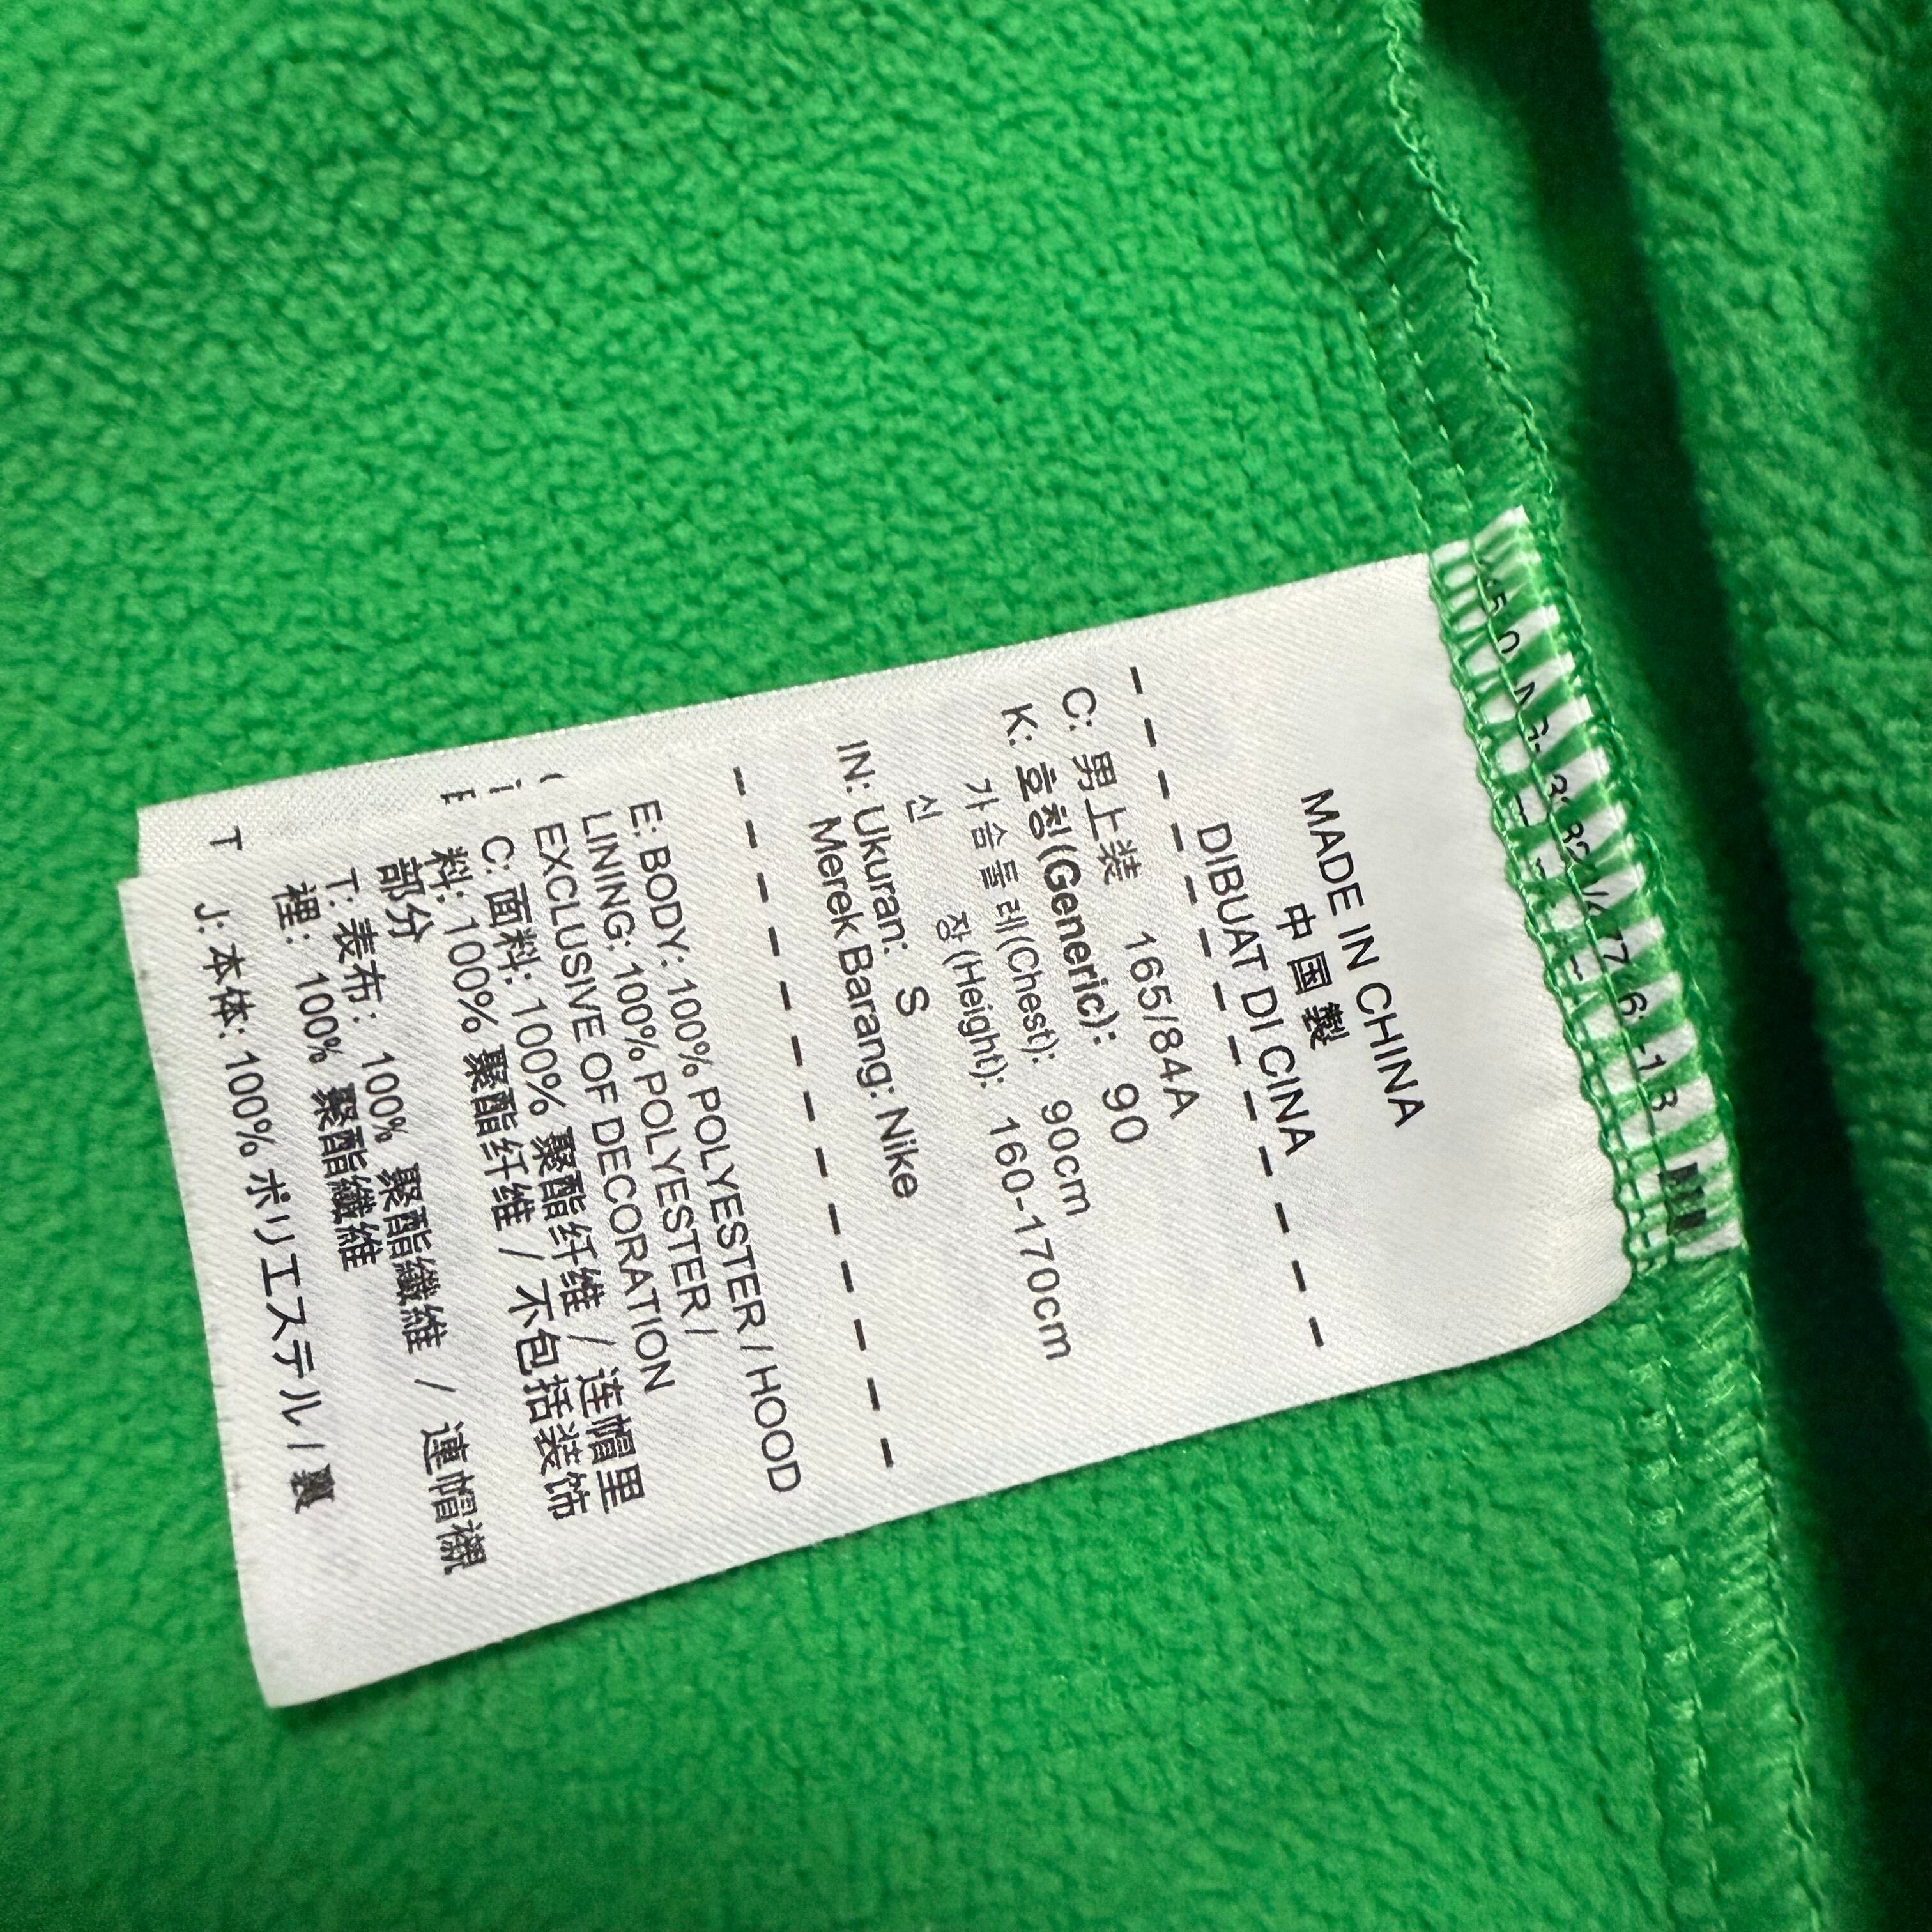 MADE IN CHINA
中国製
DIBUAT DI CINA
C: 男上装 165/84A
K: 호칭(Generic): 90
가슴둘레(Chest): 90cm
신 장(Height): 160-170cm
IN: Ukuran: S
Merek Barang: Nike
E: BODY: 100% POLYESTER / HOOD
LINING: 100% POLYESTER /
EXCLUSIVE OF DECORATION
C: 面料: 100% 聚酯纤维 / 连帽里
料: 100% 聚酯纤维 / 不包括装饰
部分
T: 表布: 100% 聚酯纖維 / 連帽襯
裡: 100% 聚酯纖維
J: 本体: 100% ポリエステル / 裏